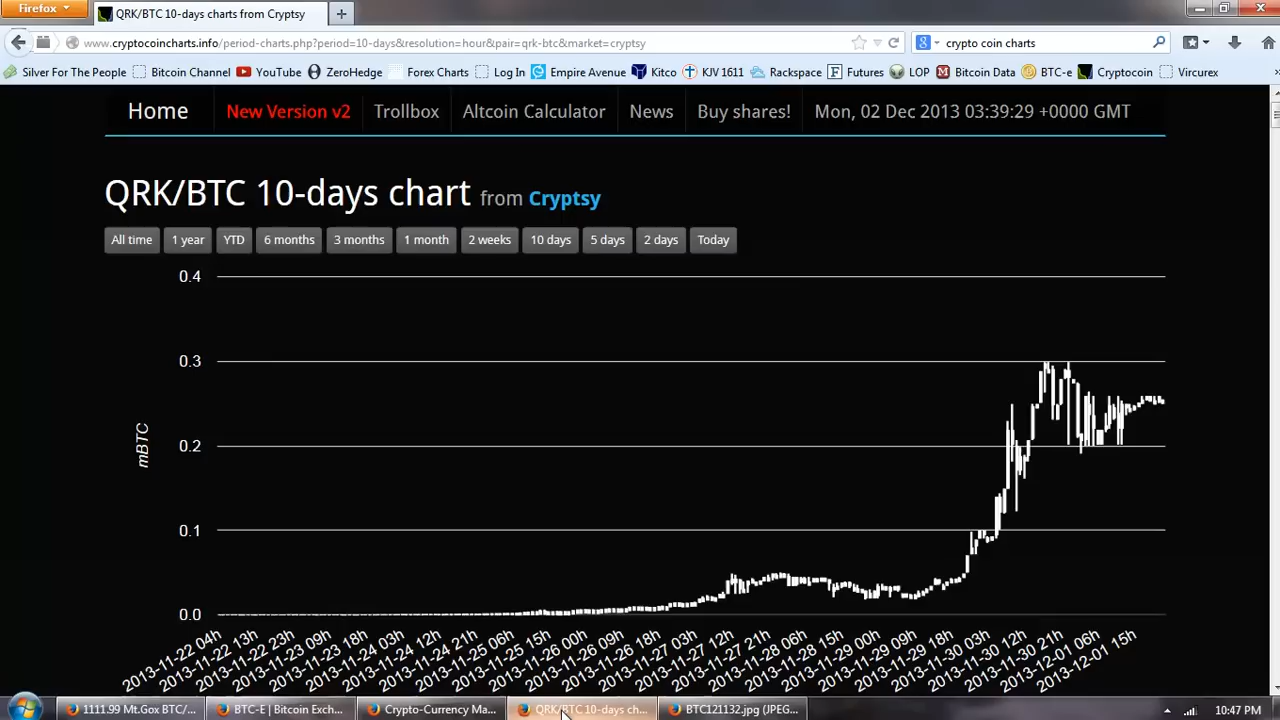 Firefox
QRK/BTC 10-days charts from Cryptsy
www.cryptocoincharts.info/period-charts.php?period=10-days&resolution=hour&pair=qrk-btc&market=cryptsy
crypto coin charts
Silver For The People
Bitcoin Channel
YouTube
ZeroHedge
Forex Charts
Log In
Empire Avenue
Kitco
KJV 1611
Rackspace
Futures
LOP
Bitcoin Data
BTC-e
Cryptocoin
Vircurex
Home
New Version v2
Trollbox
Altcoin Calculator
News
Buy shares!
Mon, 02 Dec 2013 03:39:29 +0000 GMT
QRK/BTC 10-days chart from Cryptsy
All time
1 year
YTD
6 months
3 months
1 month
2 weeks
10 days
5 days
2 days
Today
0.4
0.3
0.2
0.1
0.0
mBTC
2013-11-22 04h
2013-11-22 13h
2013-11-22 23h
2013-11-23 09h
2013-11-23 18h
2013-11-24 03h
2013-11-24 12h
2013-11-24 21h
2013-11-25 06h
2013-11-25 15h
2013-11-26 00h
2013-11-26 09h
2013-11-26 18h
2013-11-27 03h
2013-11-27 12h
2013-11-27 21h
2013-11-28 06h
2013-11-28 15h
2013-11-29 00h
2013-11-29 09h
2013-11-29 18h
2013-11-30 03h
2013-11-30 12h
2013-11-30 21h
2013-12-01 06h
2013-12-01 15h
1111.99 Mt.Gox BTC/...
BTC-E | Bitcoin Exch...
Crypto-Currency Ma...
QRK/BTC 10-days ch...
BTC121132.jpg (JPEG...
10:47 PM